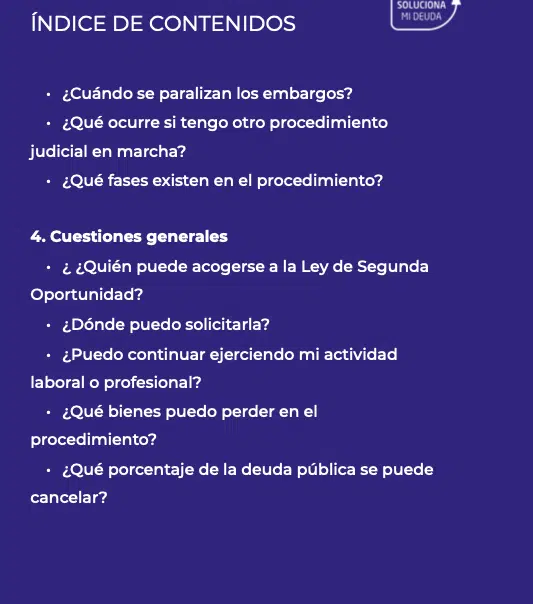 SOLUCIONA
MI DEUDA
ÍNDICE DE CONTENIDOS
• ¿Cuándo se paralizan los embargos?
• ¿Qué ocurre si tengo otro procedimiento
judicial en marcha?
• ¿Qué fases existen en el procedimiento?
4. Cuestiones generales
• ¿ ¿Quién puede acogerse a la Ley de Segunda
Oportunidad?
• ¿Dónde puedo solicitarla?
• ¿Puedo continuar ejerciendo mi actividad
laboral o profesional?
• ¿Qué bienes puedo perder en el
procedimiento?
• ¿Qué porcentaje de la deuda pública se puede
cancelar?